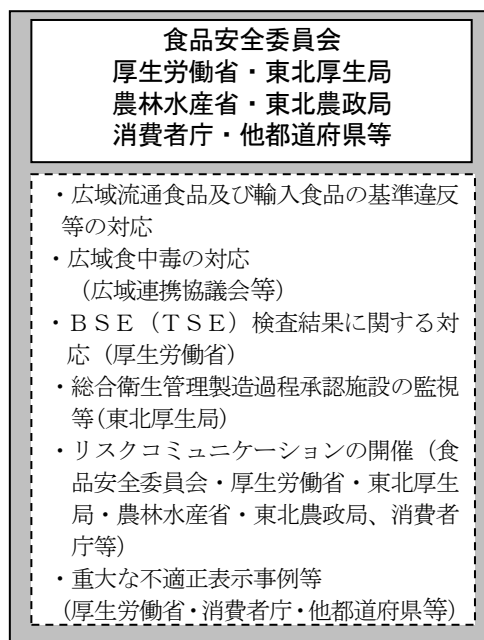 食品安全委員会
厚生労働省・東北厚生局
農林水産省・東北農政局
消費者庁・他都道府県等
・広域流通食品及び輸入食品の基準違反
等の対応
・広域食中毒の対応
（広域連携協議会等）
・ＢＳＥ（ＴＳＥ）検査結果に関する対
応（厚生労働省）
・総合衛生管理製造過程承認施設の監視
等(東北厚生局)
・リスクコミュニケーションの開催（食
品安全委員会・厚生労働省・東北厚生
局・農林水産省・東北農政局、消費者
庁等）
・重大な不適正表示事例等
(厚生労働省・消費者庁・他都道府県等）